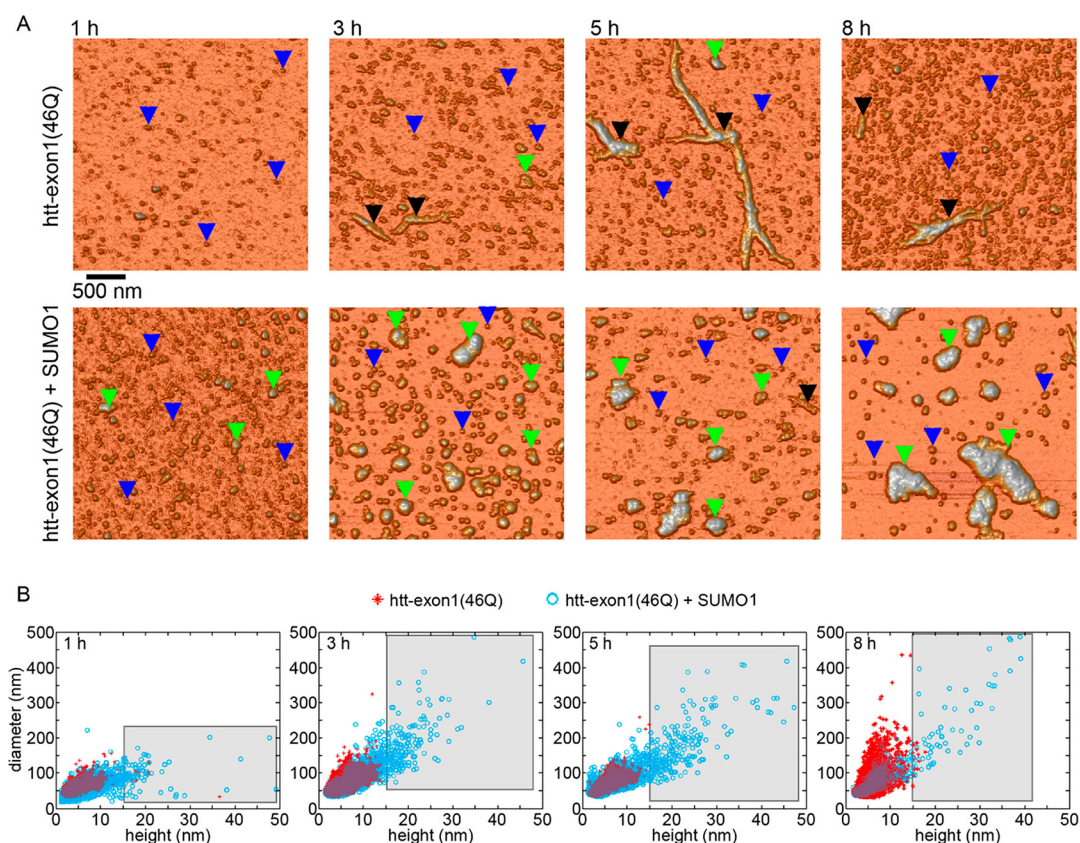 A
1 h 3 h 5 h 8 h
htt-exon1(46Q)
500 nm
htt-exon1(46Q) + SUMO1
B
htt-exon1(46Q) htt-exon1(46Q) + SUMO1
1 h 3 h 5 h 8 h
diameter (nm)
500 500 500 500
400 400 400 400
300 300 300 300
200 200 200 200
100 100 100 100
0 0 0 0
0 10 20 30 40 50 0 10 20 30 40 50 0 10 20 30 40 50 0 10 20 30 40 50
height (nm) height (nm) height (nm) height (nm)